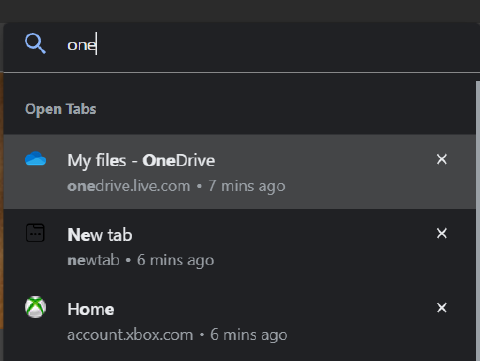 one
Open Tabs
My files - OneDrive
onedrive.live.com • 7 mins ago
New tab
newtab • 6 mins ago
Home
account.xbox.com • 6 mins ago